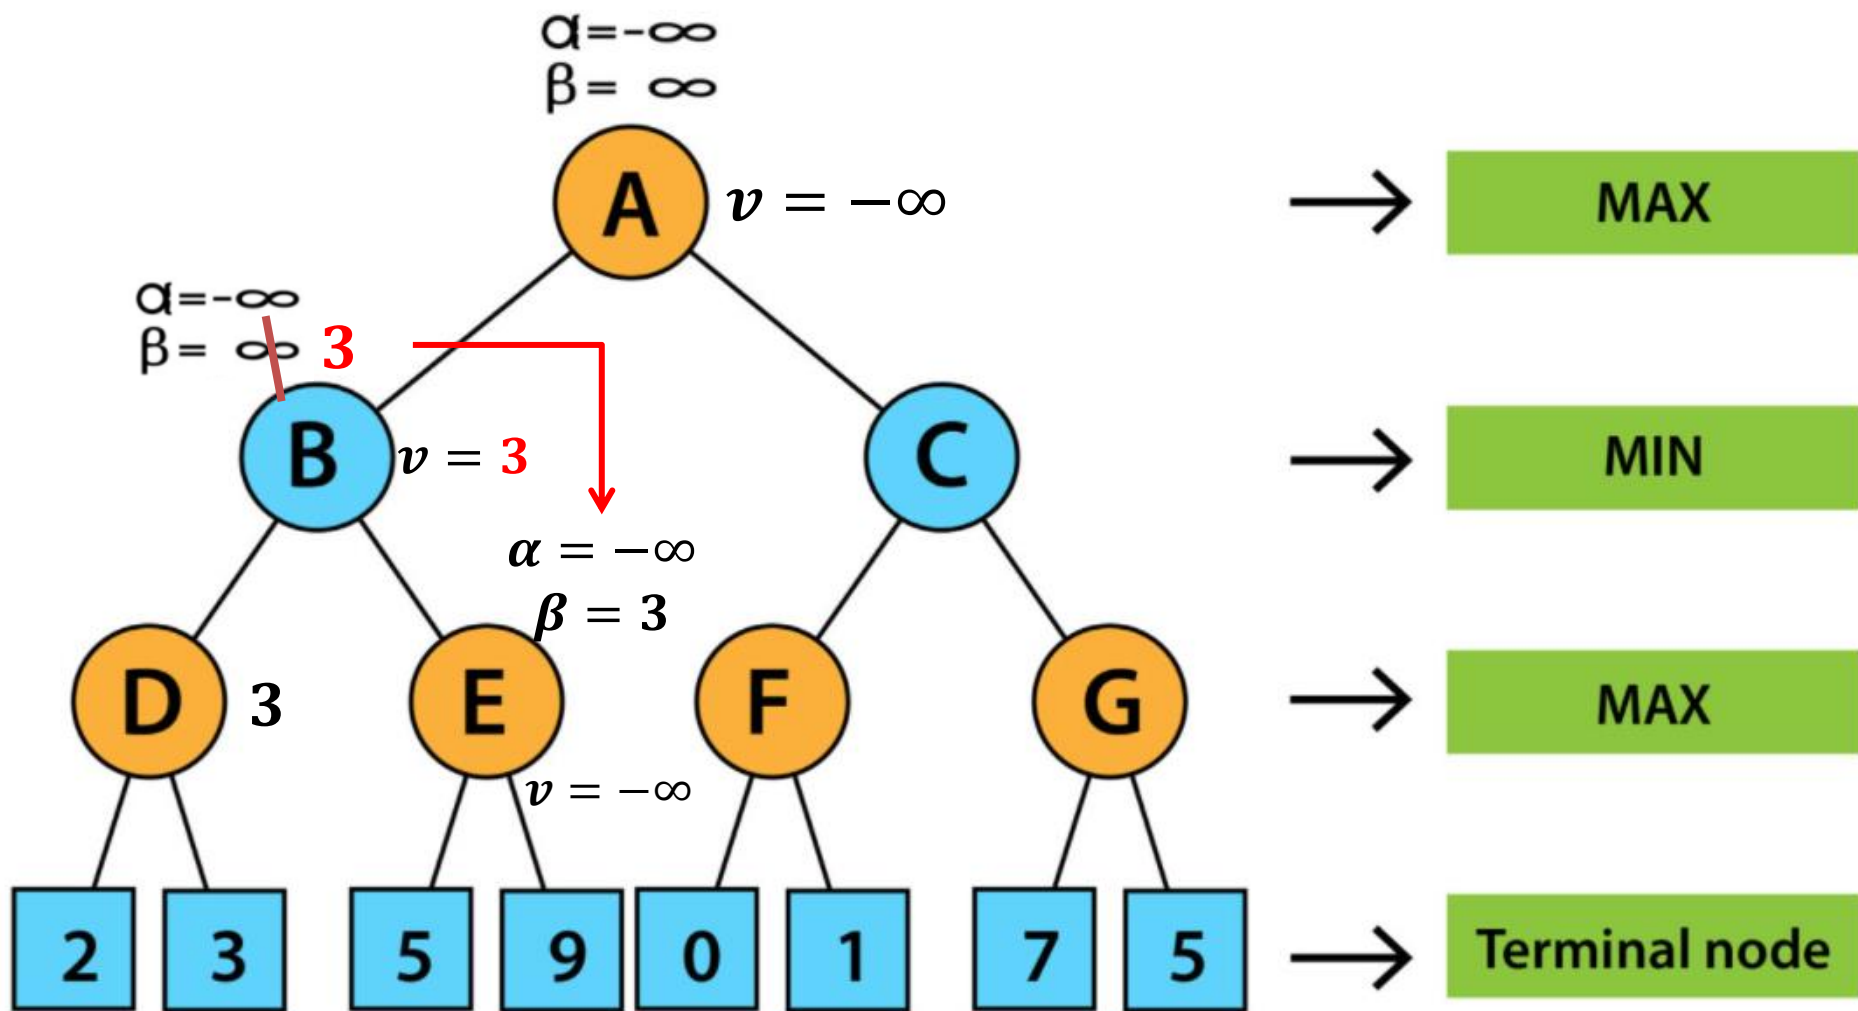 α=-∞
β= ∞
A
v = −∞
MAX
α=-∞
β= ∞ 3
B
v = 3
C
MIN
α = −∞
β = 3
D
3
E
F
G
MAX
v = −∞
2
3
5
9
0
1
7
5
Terminal node